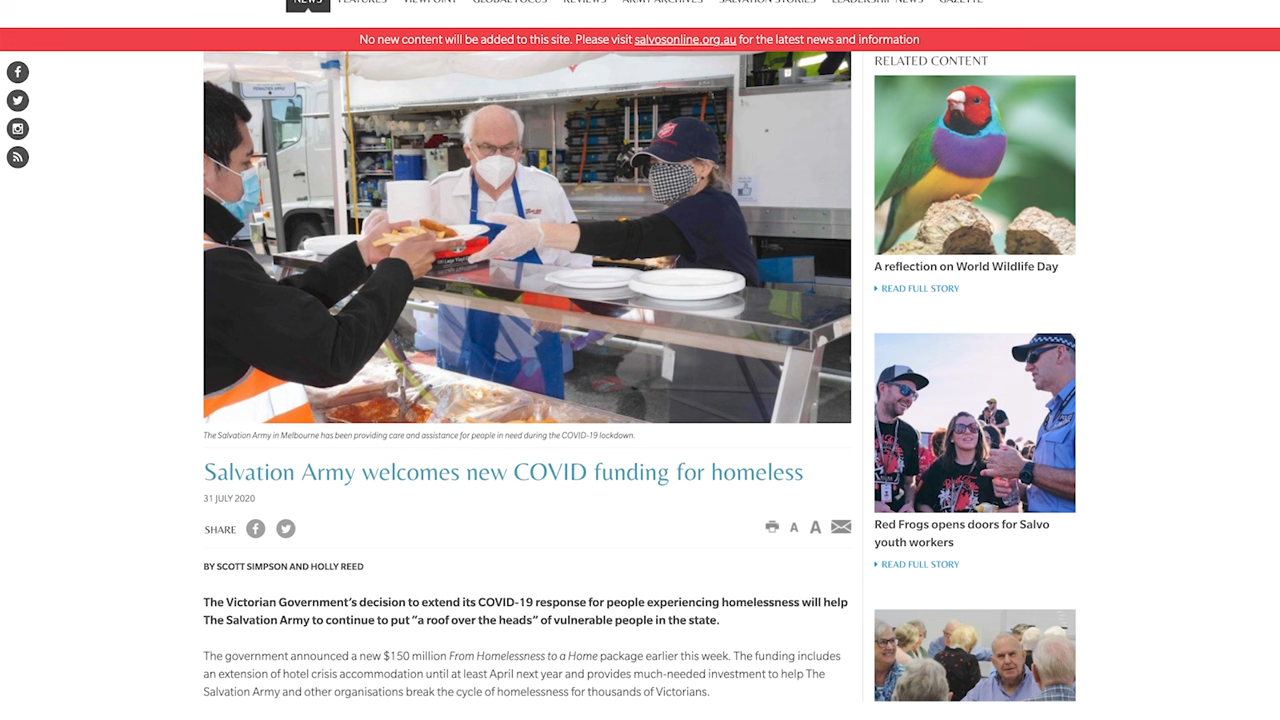 NEWS FEATURES VIEWPOINT GLOBAL FOCUS REVIEWS ARMY ARCHIVES SALVATION STORIES LEADERSHIP NEWS GAZETTE
No new content will be added to this site. Please visit salvosonline.org.au for the latest news and information
The Salvation Army in Melbourne has been providing care and assistance for people in need during the COVID-19 lockdown.
Salvation Army welcomes new COVID funding for homeless
31 JULY 2020
SHARE
A A
BY SCOTT SIMPSON AND HOLLY REED
The Victorian Government's decision to extend its COVID-19 response for people experiencing homelessness will help
The Salvation Army to continue to put "a roof over the heads" of vulnerable people in the state.
The government announced a new $150 million From Homelessness to a Home package earlier this week. The funding includes
an extension of hotel crisis accommodation until at least April next year and provides much-needed investment to help The
Salvation Army and other organisations break the cycle of homelessness for thousands of Victorians.
RELATED CONTENT
A reflection on World Wildlife Day
READ FULL STORY
Red Frogs opens doors for Salvo
youth workers
READ FULL STORY